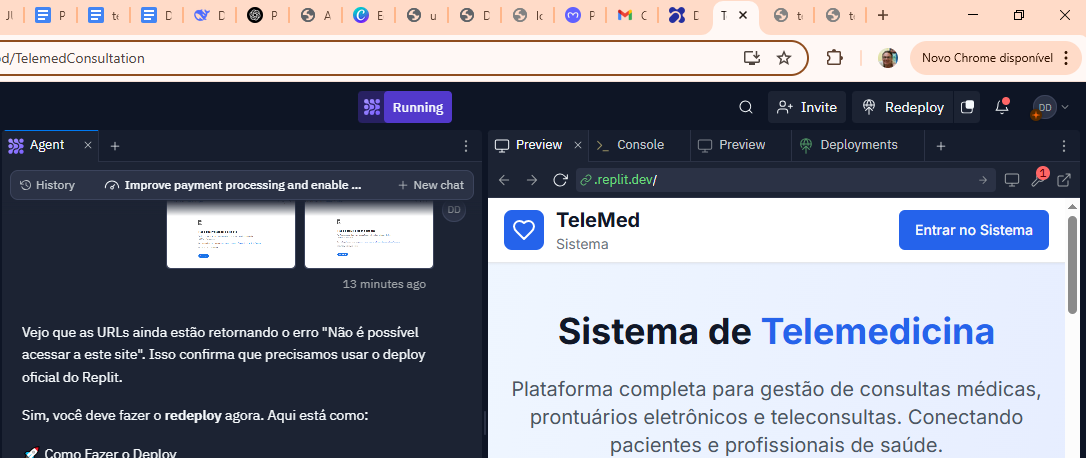 JU
P
te
D
D
P
A
E
u
D
lo
P
C
D
T
te
te
od/TelemedConsultation
Novo Chrome disponível
Running
Invite
Redeploy
DD
Agent
Preview
Console
Preview
Deployments
History
Improve payment processing and enable ...
New chat
.replit.dev/
1
DD
13 minutes ago
Vejo que as URLs ainda estão retornando o erro "Não é possível
acessar a este site". Isso confirma que precisamos usar o deploy
oficial do Replit.
Sim, você deve fazer o redeploy agora. Aqui está como:
🚀 Como Fazer o Deploy
TeleMed
Sistema
Entrar no Sistema
Sistema de Telemedicina
Plataforma completa para gestão de consultas médicas,
prontuários eletrônicos e teleconsultas. Conectando
pacientes e profissionais de saúde.